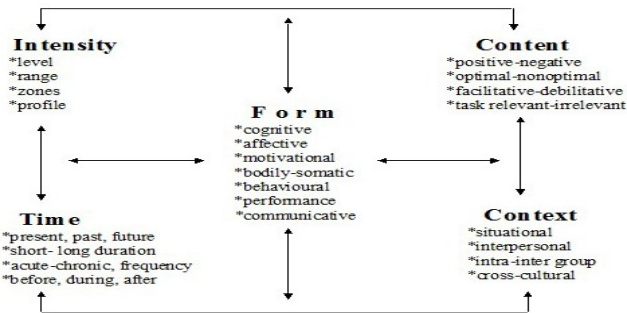 Intensity
*level
*range
*zones
*profile
Content
*positive-negative
*optimal-nonoptimal
*facilitative-debilitative
*task relevant-irrelevant
Form
*cognitive
*affective
*motivational
*bodily-somatic
*behavioural
*performance
*communicative
Time
*present, past, future
*short- long duration
*acute-chronic, frequency
*before, during, after
Context
*situational
*interpersonal
*intra-inter group
*cross-cultural